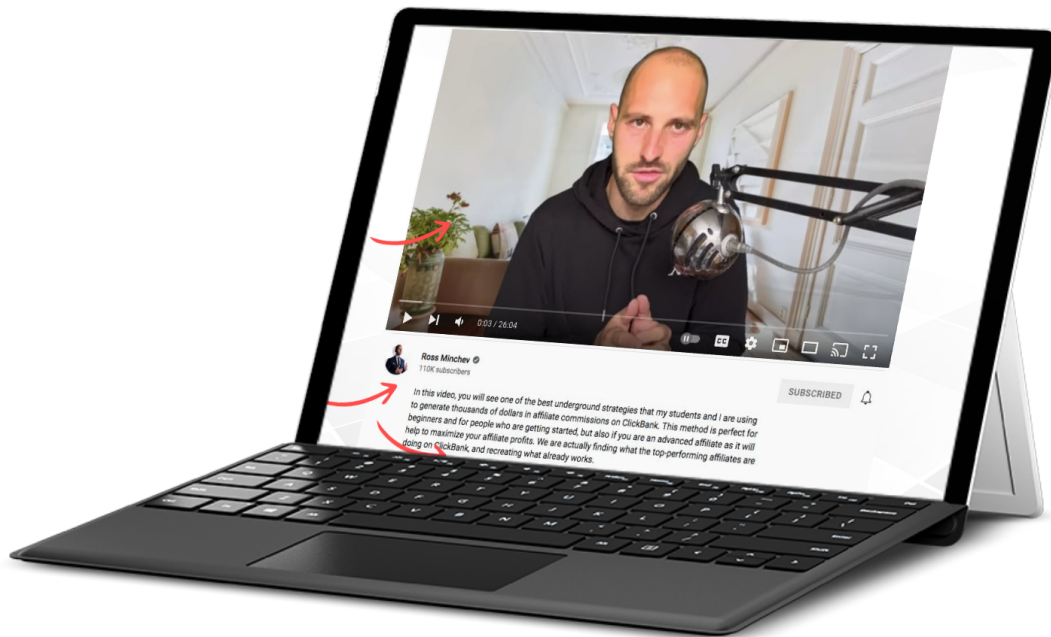 0:03 / 26:04
CC
Ross Minchev
110K subscribers
SUBSCRIBED
In this video, you will see one of the best underground strategies that my students and I are using
to generate thousands of dollars in affiliate commissions on ClickBank. This method is perfect for
beginners and for people who are getting started, but also if you are an advanced affiliate as it will
help to maximize your affiliate profits. We are actually finding what the top-performing affiliates are
doing on ClickBank, and recreating what already works.